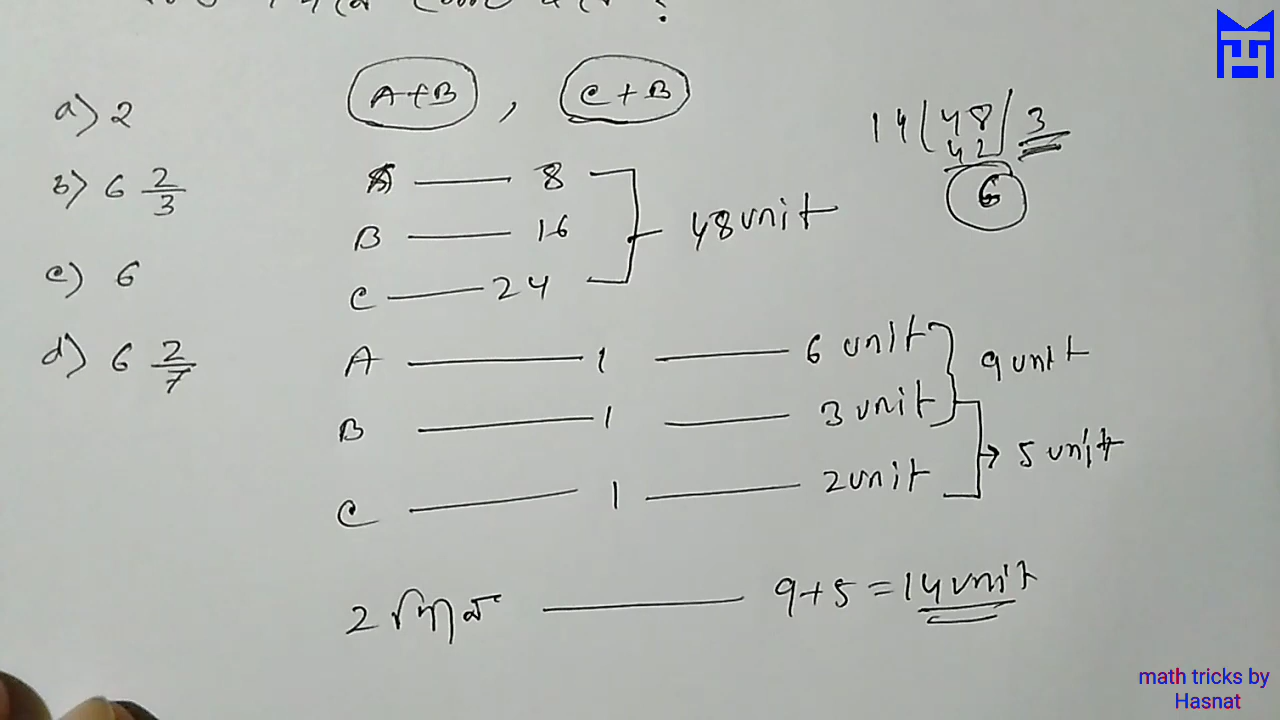 A+B , C+B
a) 2
b) 6 2/3
c) 6
d) 6 2/7
A — 8
B — 16
C — 24
48 unit
14 ( 48 ( 3
42
6
A — 1 — 6 unit
B — 1 — 3 unit
C — 1 — 2 unit
9 unit
→ 5 unit
2 দিনে — 9+5 = 14 unit
math tricks by
Hasnat